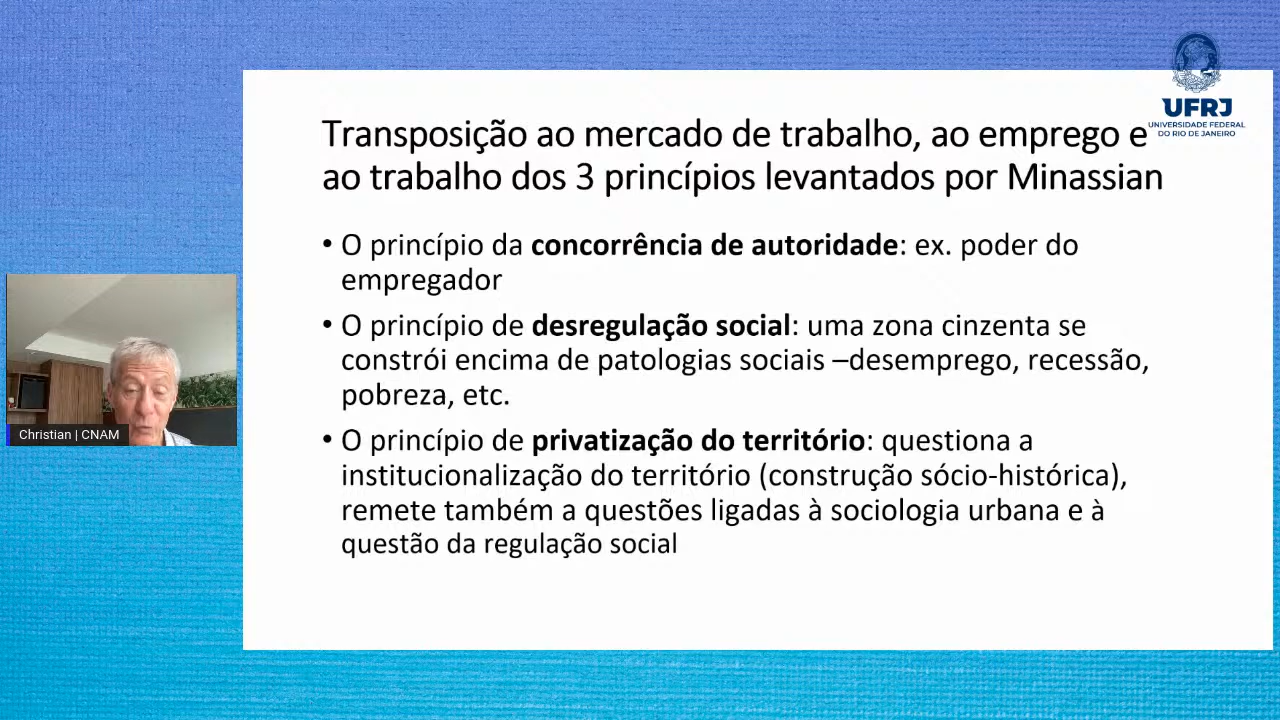 UFRJ
UNIVERSIDADE FEDERAL
DO RIO DE JANEIRO
Transposição ao mercado de trabalho, ao emprego e
ao trabalho dos 3 princípios levantados por Minassian
• O princípio da concorrência de autoridade: ex. poder do
empregador
• O princípio de desregulação social: uma zona cinzenta se
constrói encima de patologias sociais –desemprego, recessão,
pobreza, etc.
• O princípio de privatização do território: questiona a
institucionalização do território (construção sócio-histórica),
remete também a questões ligadas à sociologia urbana e à
questão da regulação social
Christian | CNAM